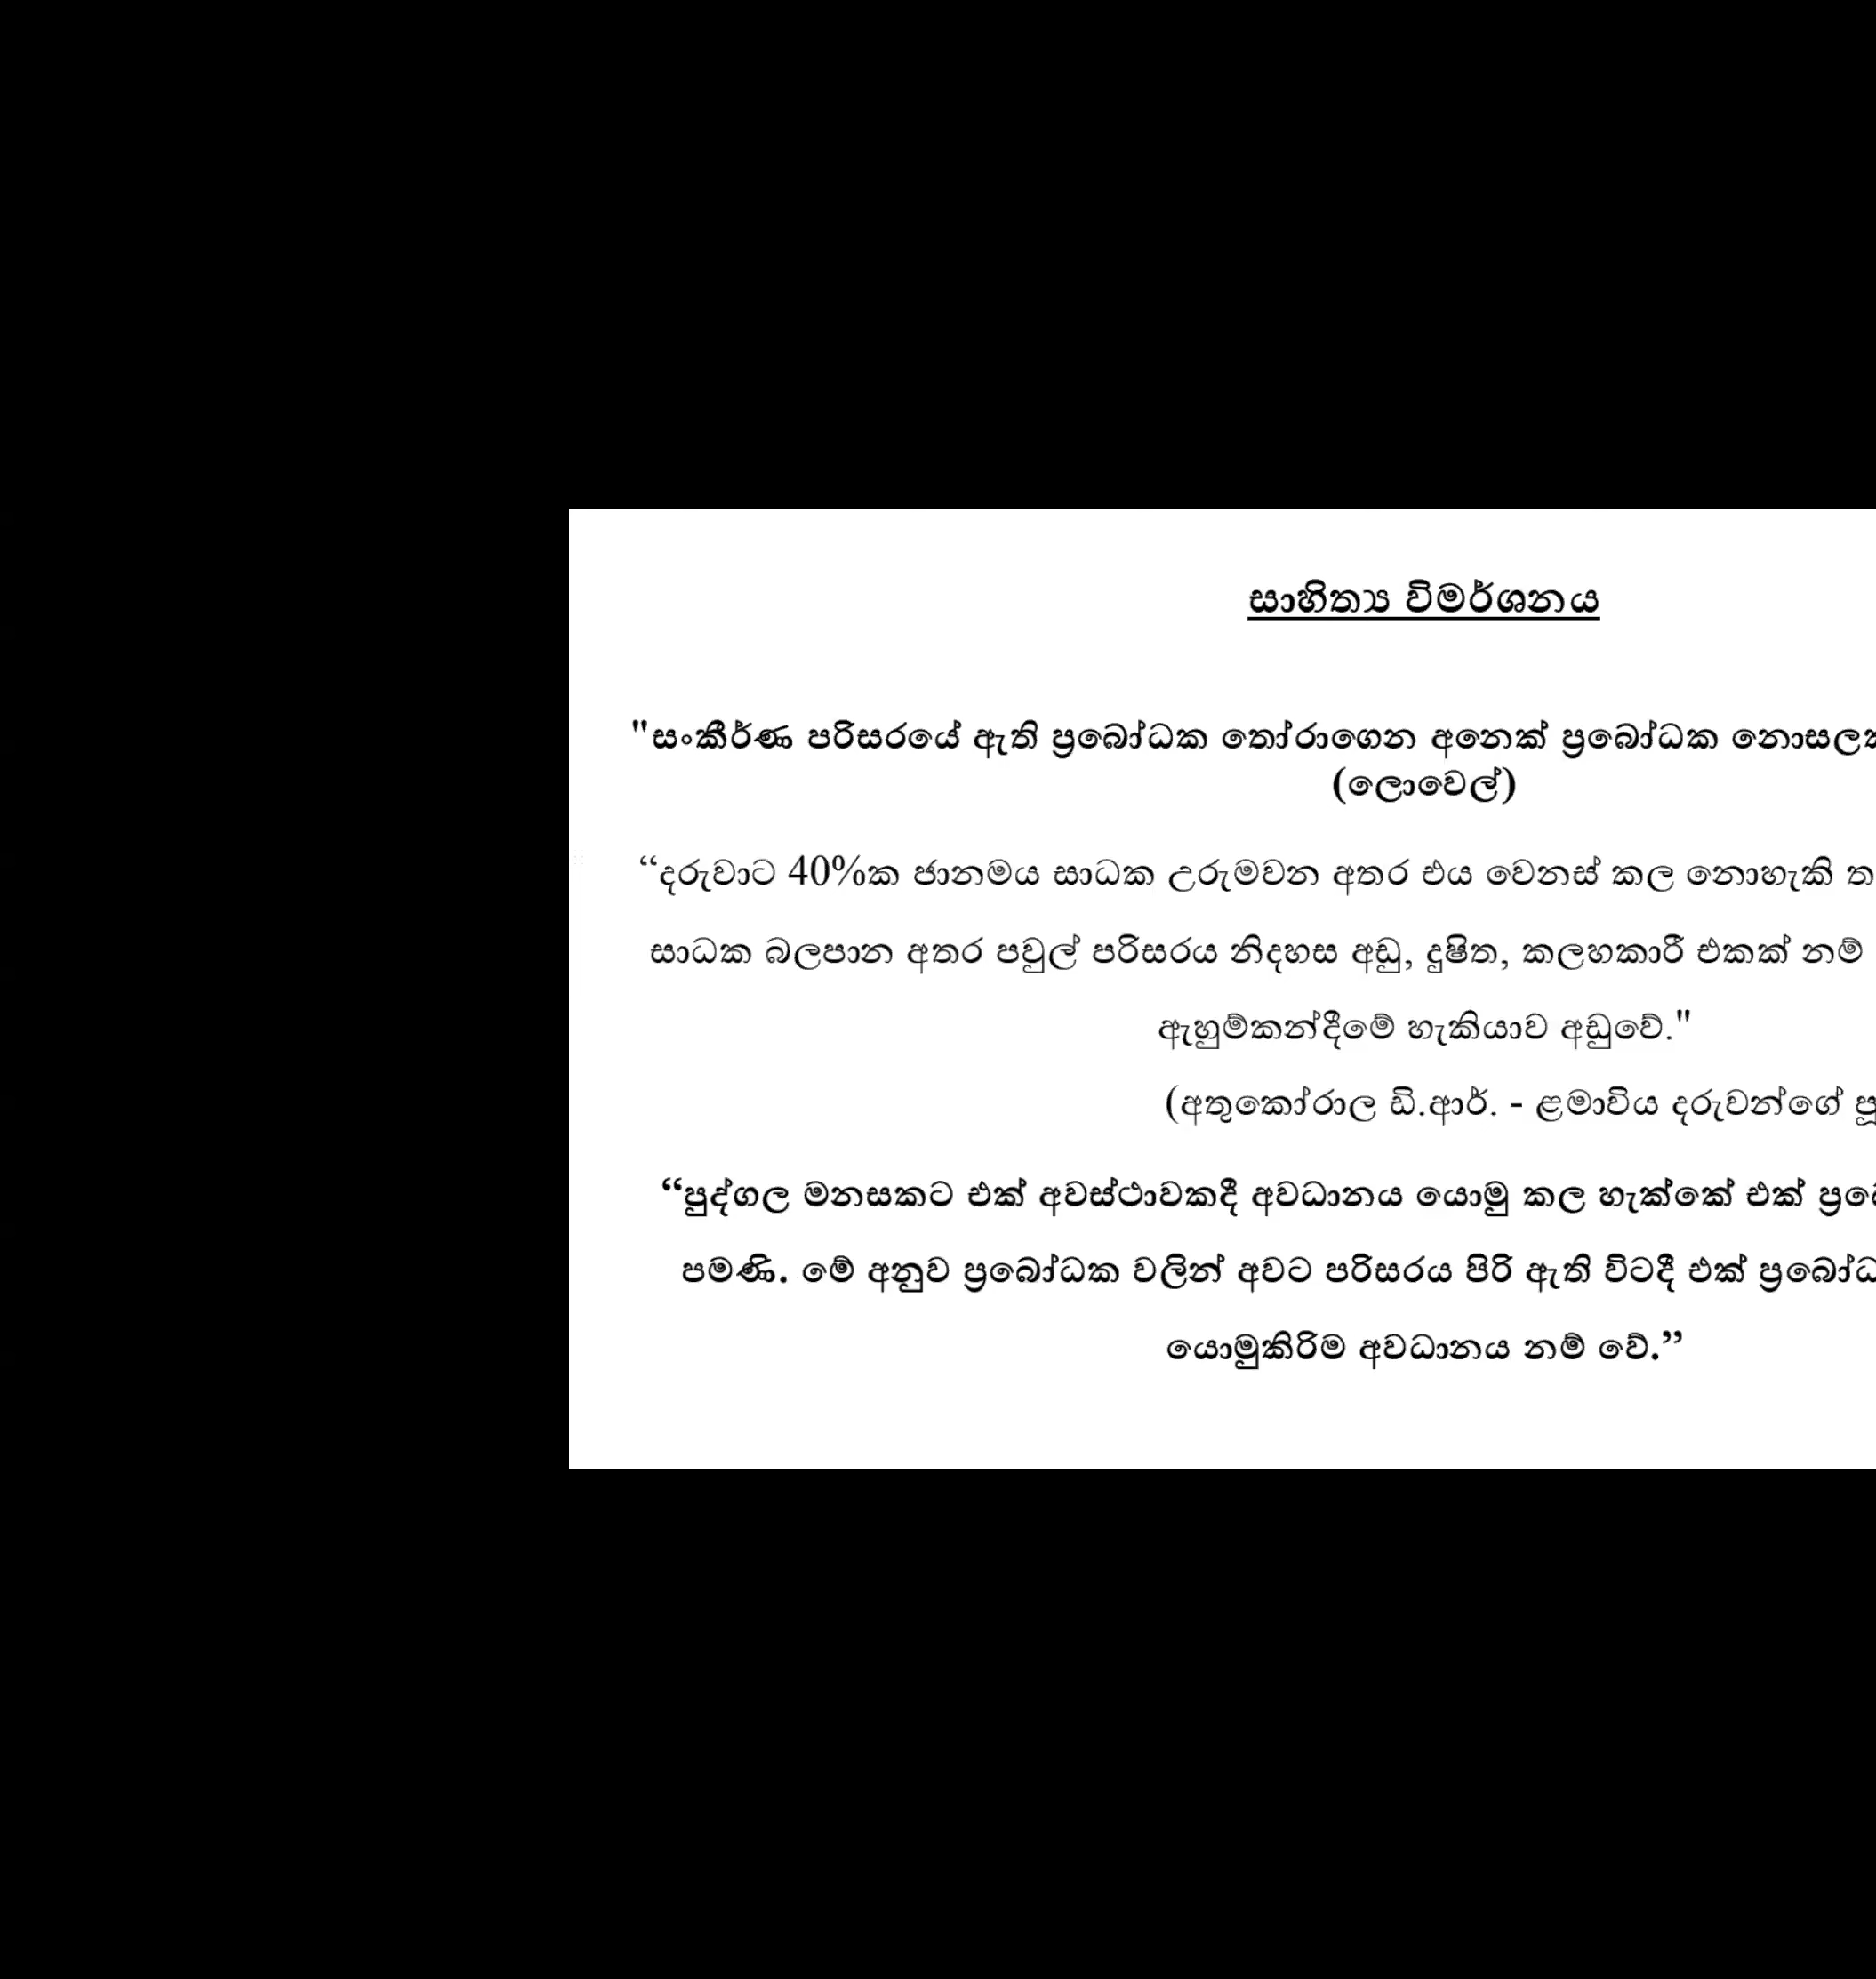 සාහිත්‍ය විමර්ශනය
"සංකීර්ණ පරිසරයේ ඇති ප්‍රබෝධක තෝරාගෙන අනෙක් ප්‍රබෝධක
(ලොවෙල්)
“දරුවාට 40%ක ජානමය සාධක උරුමවන අතර එය වෙනස් කල නොහැකි
සාධක බලපාන අතර පවුල් පරිසරය නිදහස අඩු, දූෂිත, කලහකාරී එකක් නම්
ඇහුම්කන්දීමේ හැකියාව අඩුවේ."
(අතුකෝරාල ඩි.ආර්. - ළමාවිය දරුවන්ගේ
“පුද්ගල මනසකට එක් අවස්ථාවකදී අවධානය යොමු කල හැක්කේ එක්
පමණි. මේ අනුව ප්‍රබෝධක වලින් අවට පරිසරය පිරි ඇති විටදී එක්
යොමුකිරිම අවධානය නම් වේ.”